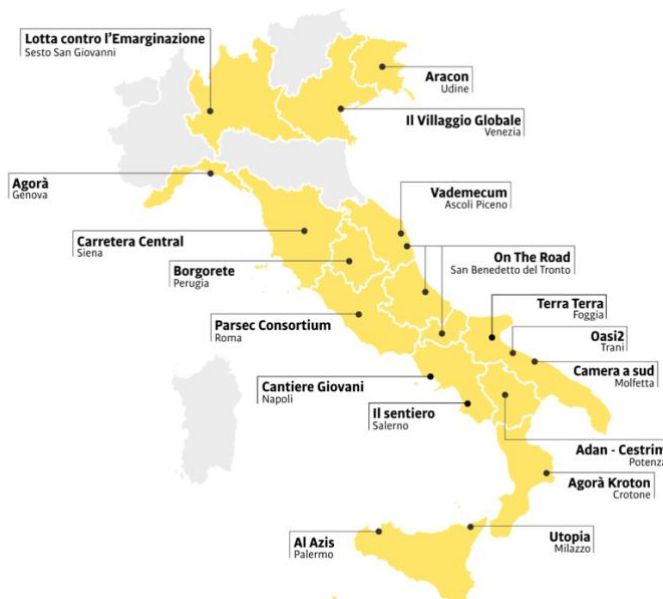 Lotta contro l'Emarginazione
Sesto San Giovanni
Aracon
Udine
Il Villaggio Globale
Venezia
Agorà
Genova
Vademecum
Ascoli Piceno
Carretera Central
Siena
On The Road
San Benedetto del Tronto
Borgorete
Perugia
Terra Terra
Foggia
Parsec Consortium
Roma
Oasi2
Trani
Camera a sud
Molfetta
Cantiere Giovani
Napoli
Il sentiero
Salerno
Adan - Cestrim
Potenza
Agorà Kroton
Crotone
Al Azis
Palermo
Utopia
Milazzo